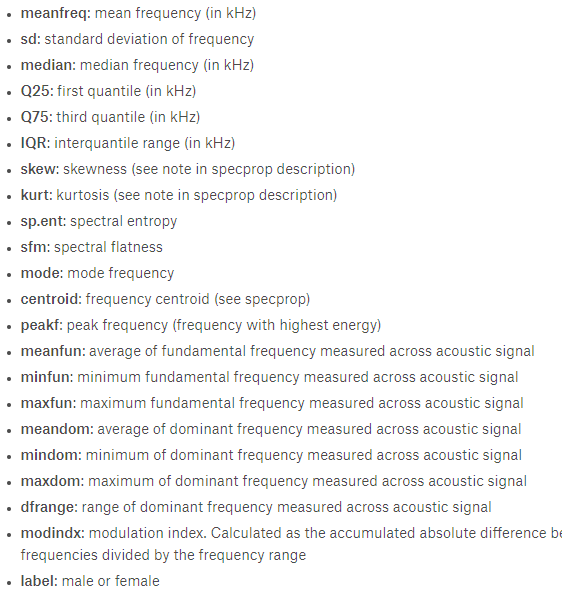 • meanfreq: mean frequency (in kHz)
• sd: standard deviation of frequency
• median: median frequency (in kHz)
• Q25: first quantile (in kHz)
• Q75: third quantile (in kHz)
• IQR: interquantile range (in kHz)
• skew: skewness (see note in specprop description)
• kurt: kurtosis (see note in specprop description)
• sp.ent: spectral entropy
• sfm: spectral flatness
• mode: mode frequency
• centroid: frequency centroid (see specprop)
• peakf: peak frequency (frequency with highest energy)
• meanfun: average of fundamental frequency measured across acoustic signal
• minfun: minimum fundamental frequency measured across acoustic signal
• maxfun: maximum fundamental frequency measured across acoustic signal
• meandom: average of dominant frequency measured across acoustic signal
• mindom: minimum of dominant frequency measured across acoustic signal
• maxdom: maximum of dominant frequency measured across acoustic signal
• dfrange: range of dominant frequency measured across acoustic signal
• modindx: modulation index. Calculated as the accumulated absolute difference
frequencies divided by the frequency range
• label: male or female